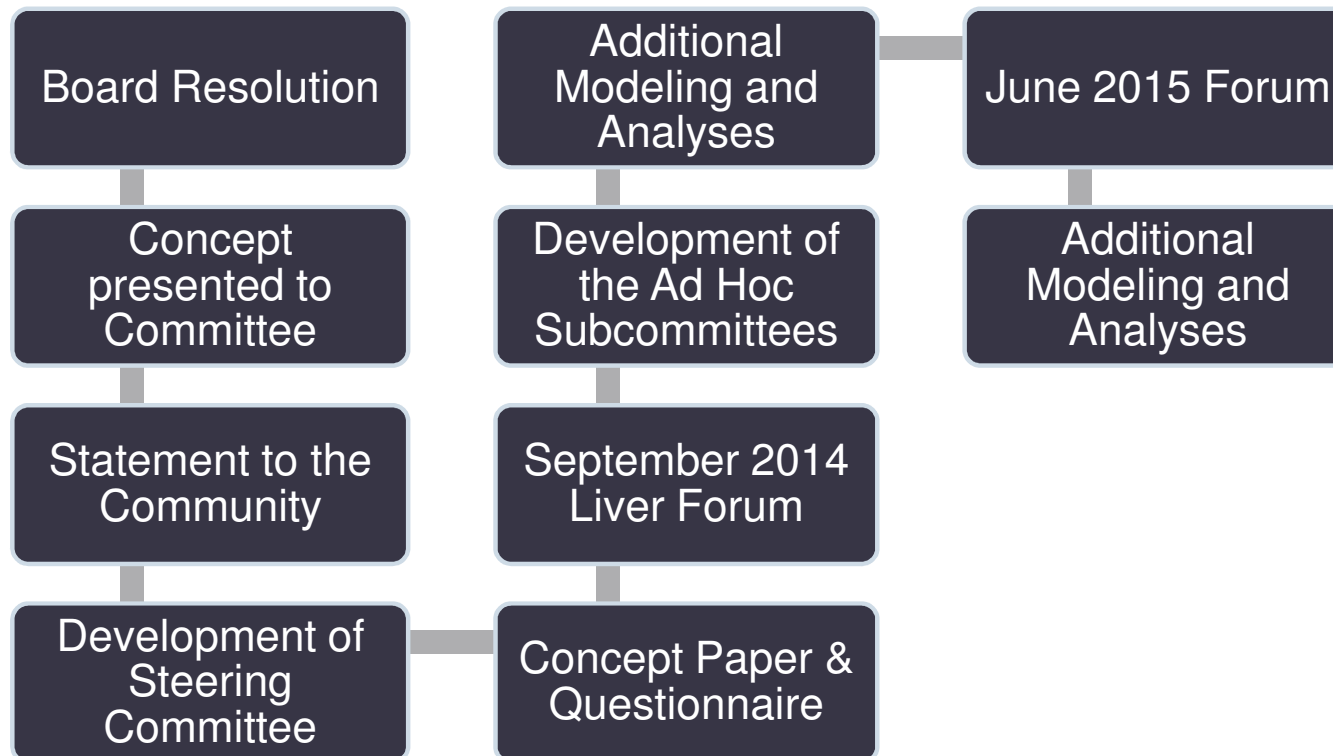 Board Resolution
Concept
presented to
Committee
Statement to the
Community
Development of
Steering
Committee
Concept Paper &
Questionnaire
September 2014
Liver Forum
Development of
the Ad Hoc
Subcommittees
Additional
Modeling and
Analyses
June 2015 Forum
Additional
Modeling and
Analyses